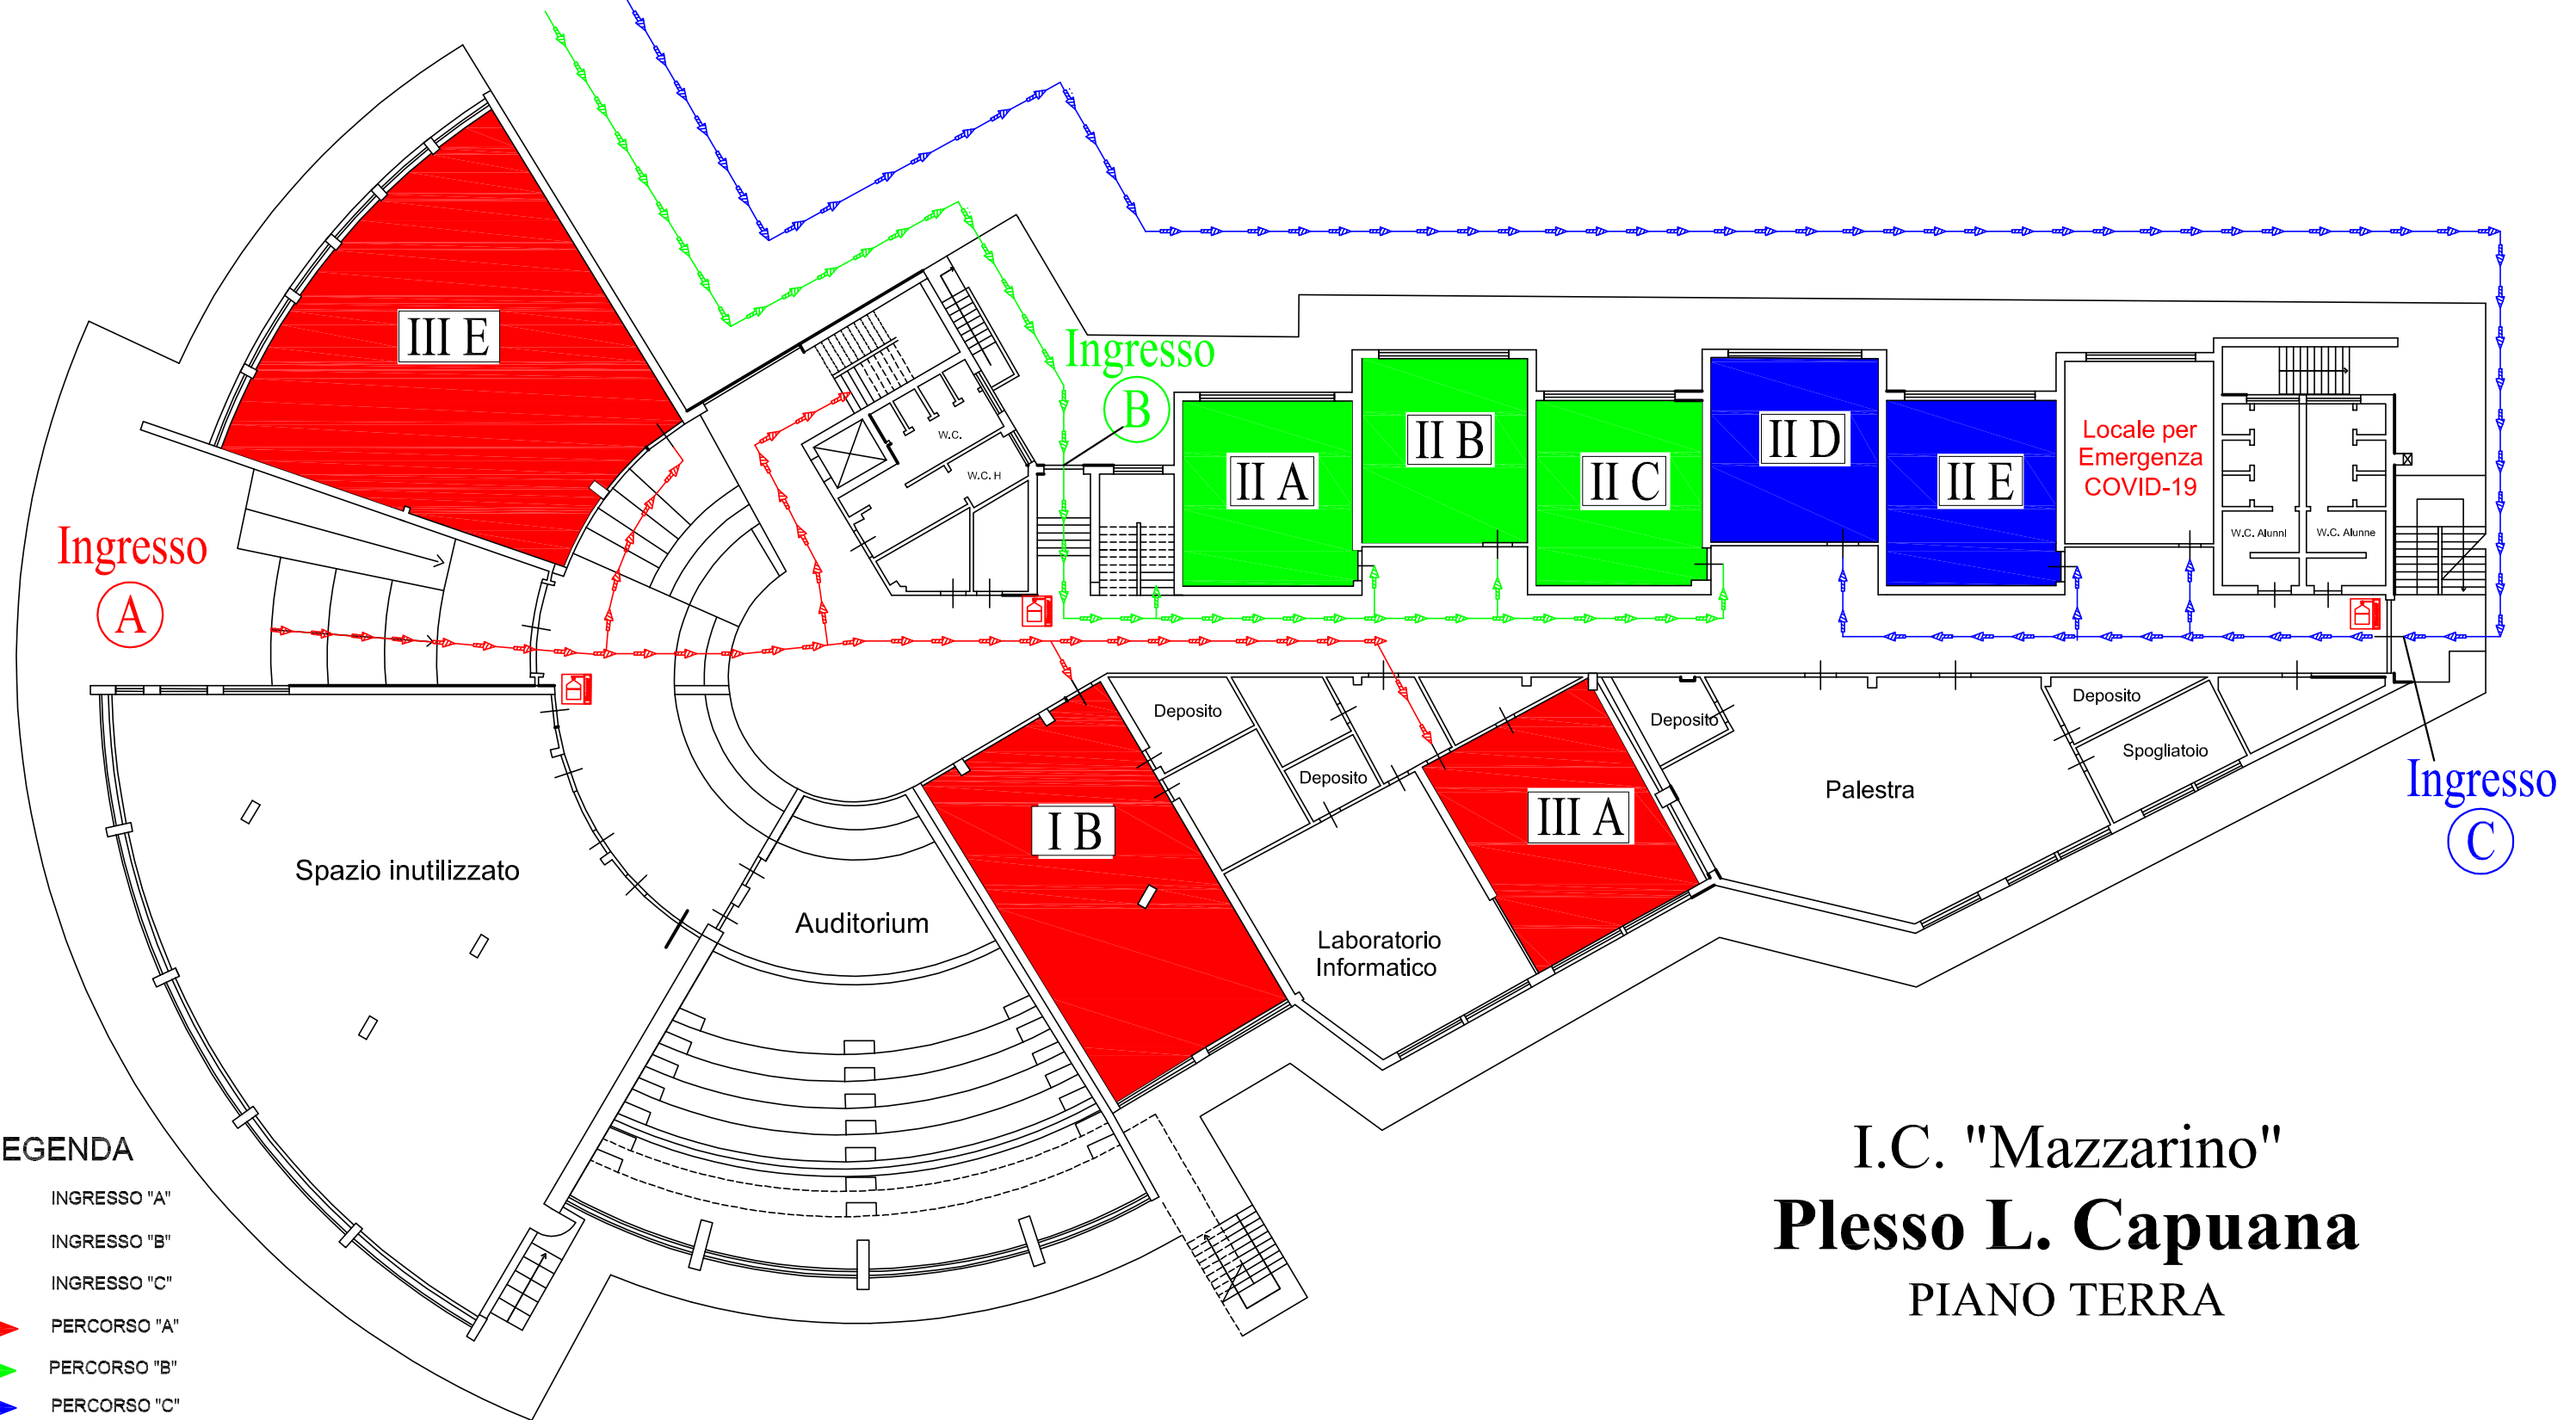 III E
Ingresso
B
II A
II B
II C
II D
II E
Locale per
Emergenza
COVID-19
W.C.
W.C. H
W.C. Alunni
W.C. Alunne
Ingresso
A
Deposito
Deposito
Deposito
Deposito
Spogliatoio
Palestra
Ingresso
C
I B
III A
Spazio inutilizzato
Auditorium
Laboratorio
Informatico
EGENDA
INGRESSO "A"
INGRESSO "B"
INGRESSO "C"
PERCORSO "A"
PERCORSO "B"
PERCORSO "C"
I.C. "Mazzarino"
Plesso L. Capuana
PIANO TERRA